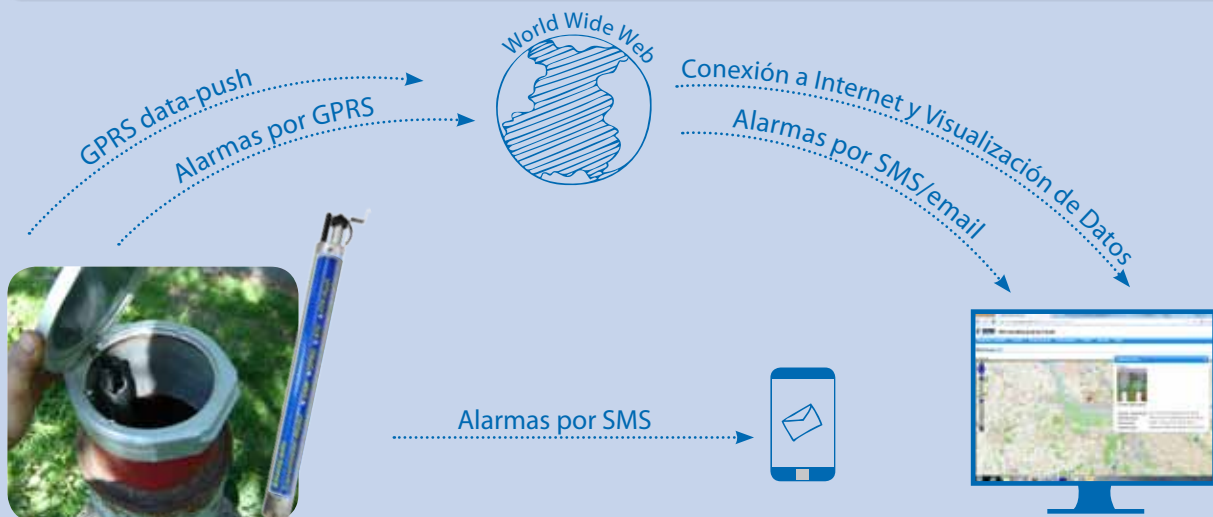 World Wide Web
GPRS data-push
Alarmas por GPRS
Conexión a Internet y Visualización de Datos
Alarmas por SMS/email
Alarmas por SMS